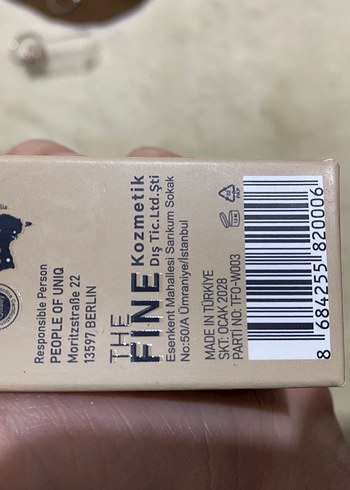 Responsible Person
PEOPLE OF UNIQ
Moritzstraße 22
13597 BERLIN
THE
FINE Kozmetik
Dış Tic.Ltd.Şti
Esenkent Mahallesi Sarıkum Sokak
No:50/A Ümraniye/İstanbul
MADE IN TÜRKİYE
SKT: OCAK 2028
PARTI NO: TFO-W003
8 684255 820006